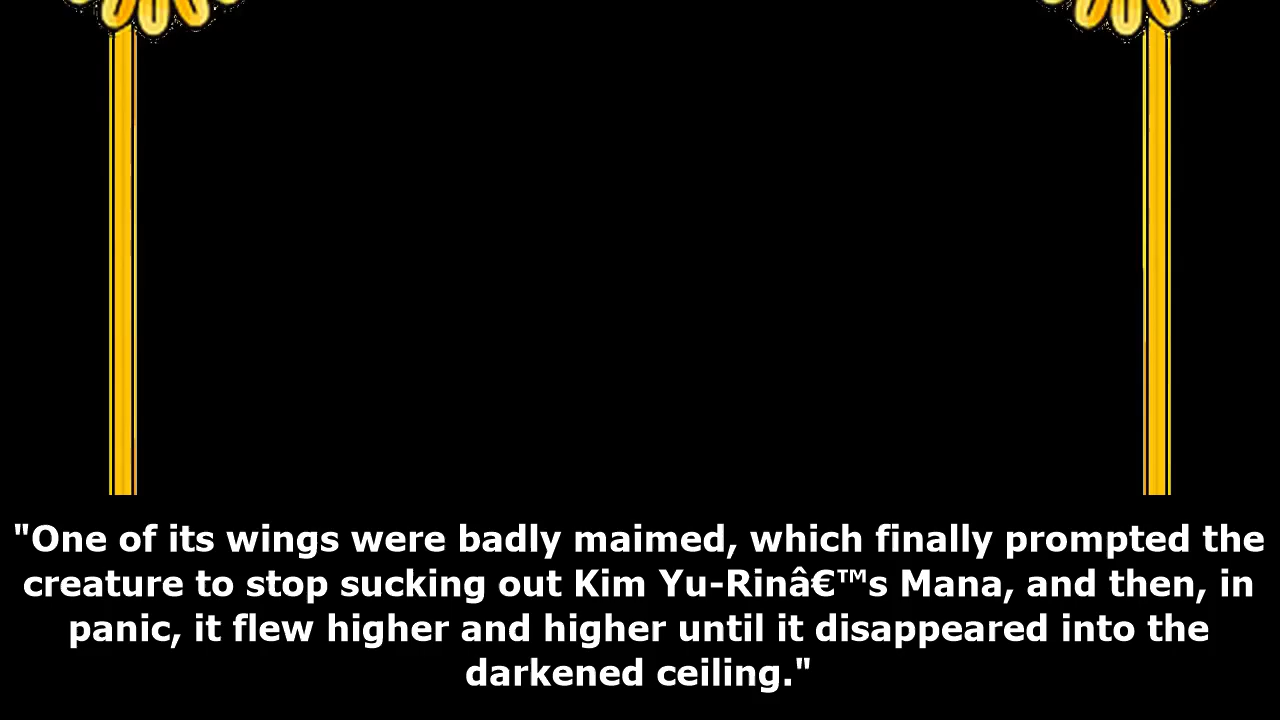 "One of its wings were badly maimed, which finally prompted the
creature to stop sucking out Kim Yu-Rinâ€™s Mana, and then, in
panic, it flew higher and higher until it disappeared into the
darkened ceiling."